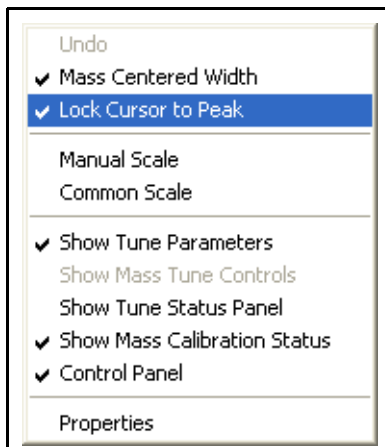 Undo
Mass Centered Width
Lock Cursor to Peak
Manual Scale
Common Scale
Show Tune Parameters
Show Mass Tune Controls
Show Tune Status Panel
Show Mass Calibration Status
Control Panel
Properties